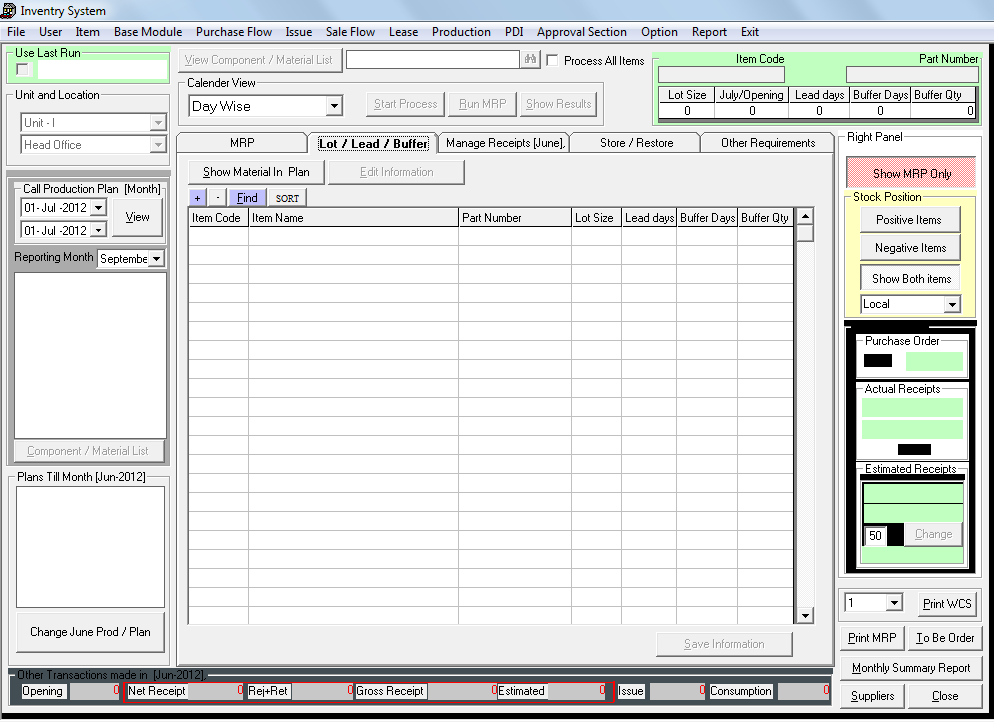 Inventry System
File User Item Base Module Purchase Flow Issue Sale Flow Lease Production PDI Approval Section Option Report Exit
Use Last Run
Unit and Location
Unit - I
Head Office
Call Production Plan [Month]
01- Jul -2012
View
01- Jul -2012
Reporting Month
Septembe
Component / Material List
Plans Till Month [Jun-2012]
Change June Prod / Plan
View Component / Material List
Process All Items
Calender View
Day Wise
Start Process
Run MRP
Show Results
Item Code
Part Number
Lot Size July/Opening Lead days Buffer Days Buffer Qty
0 0 0 0 0
MRP
Lot / Lead / Buffer
Manage Receipts [June],
Store / Restore
Other Requirements
Show Material In Plan
Edit Information
+ - Find SORT
Item Code Item Name Part Number Lot Size Lead days Buffer Days Buffer Qty
Save Information
Right Panel
Show MRP Only
Stock Position
Positive Items
Negative Items
Show Both items
Local
Purchase Order
Actual Receipts
Estimated Receipts
50
Change
1
Print WCS
Print MRP
To Be Order
Monthly Summary Report
Suppliers
Close
Other Transactions made in [Jun-2012],
Opening 0 Net Receipt 0 Rej+Ret 0 Gross Receipt 0 Estimated 0 Issue 0 Consumption 0